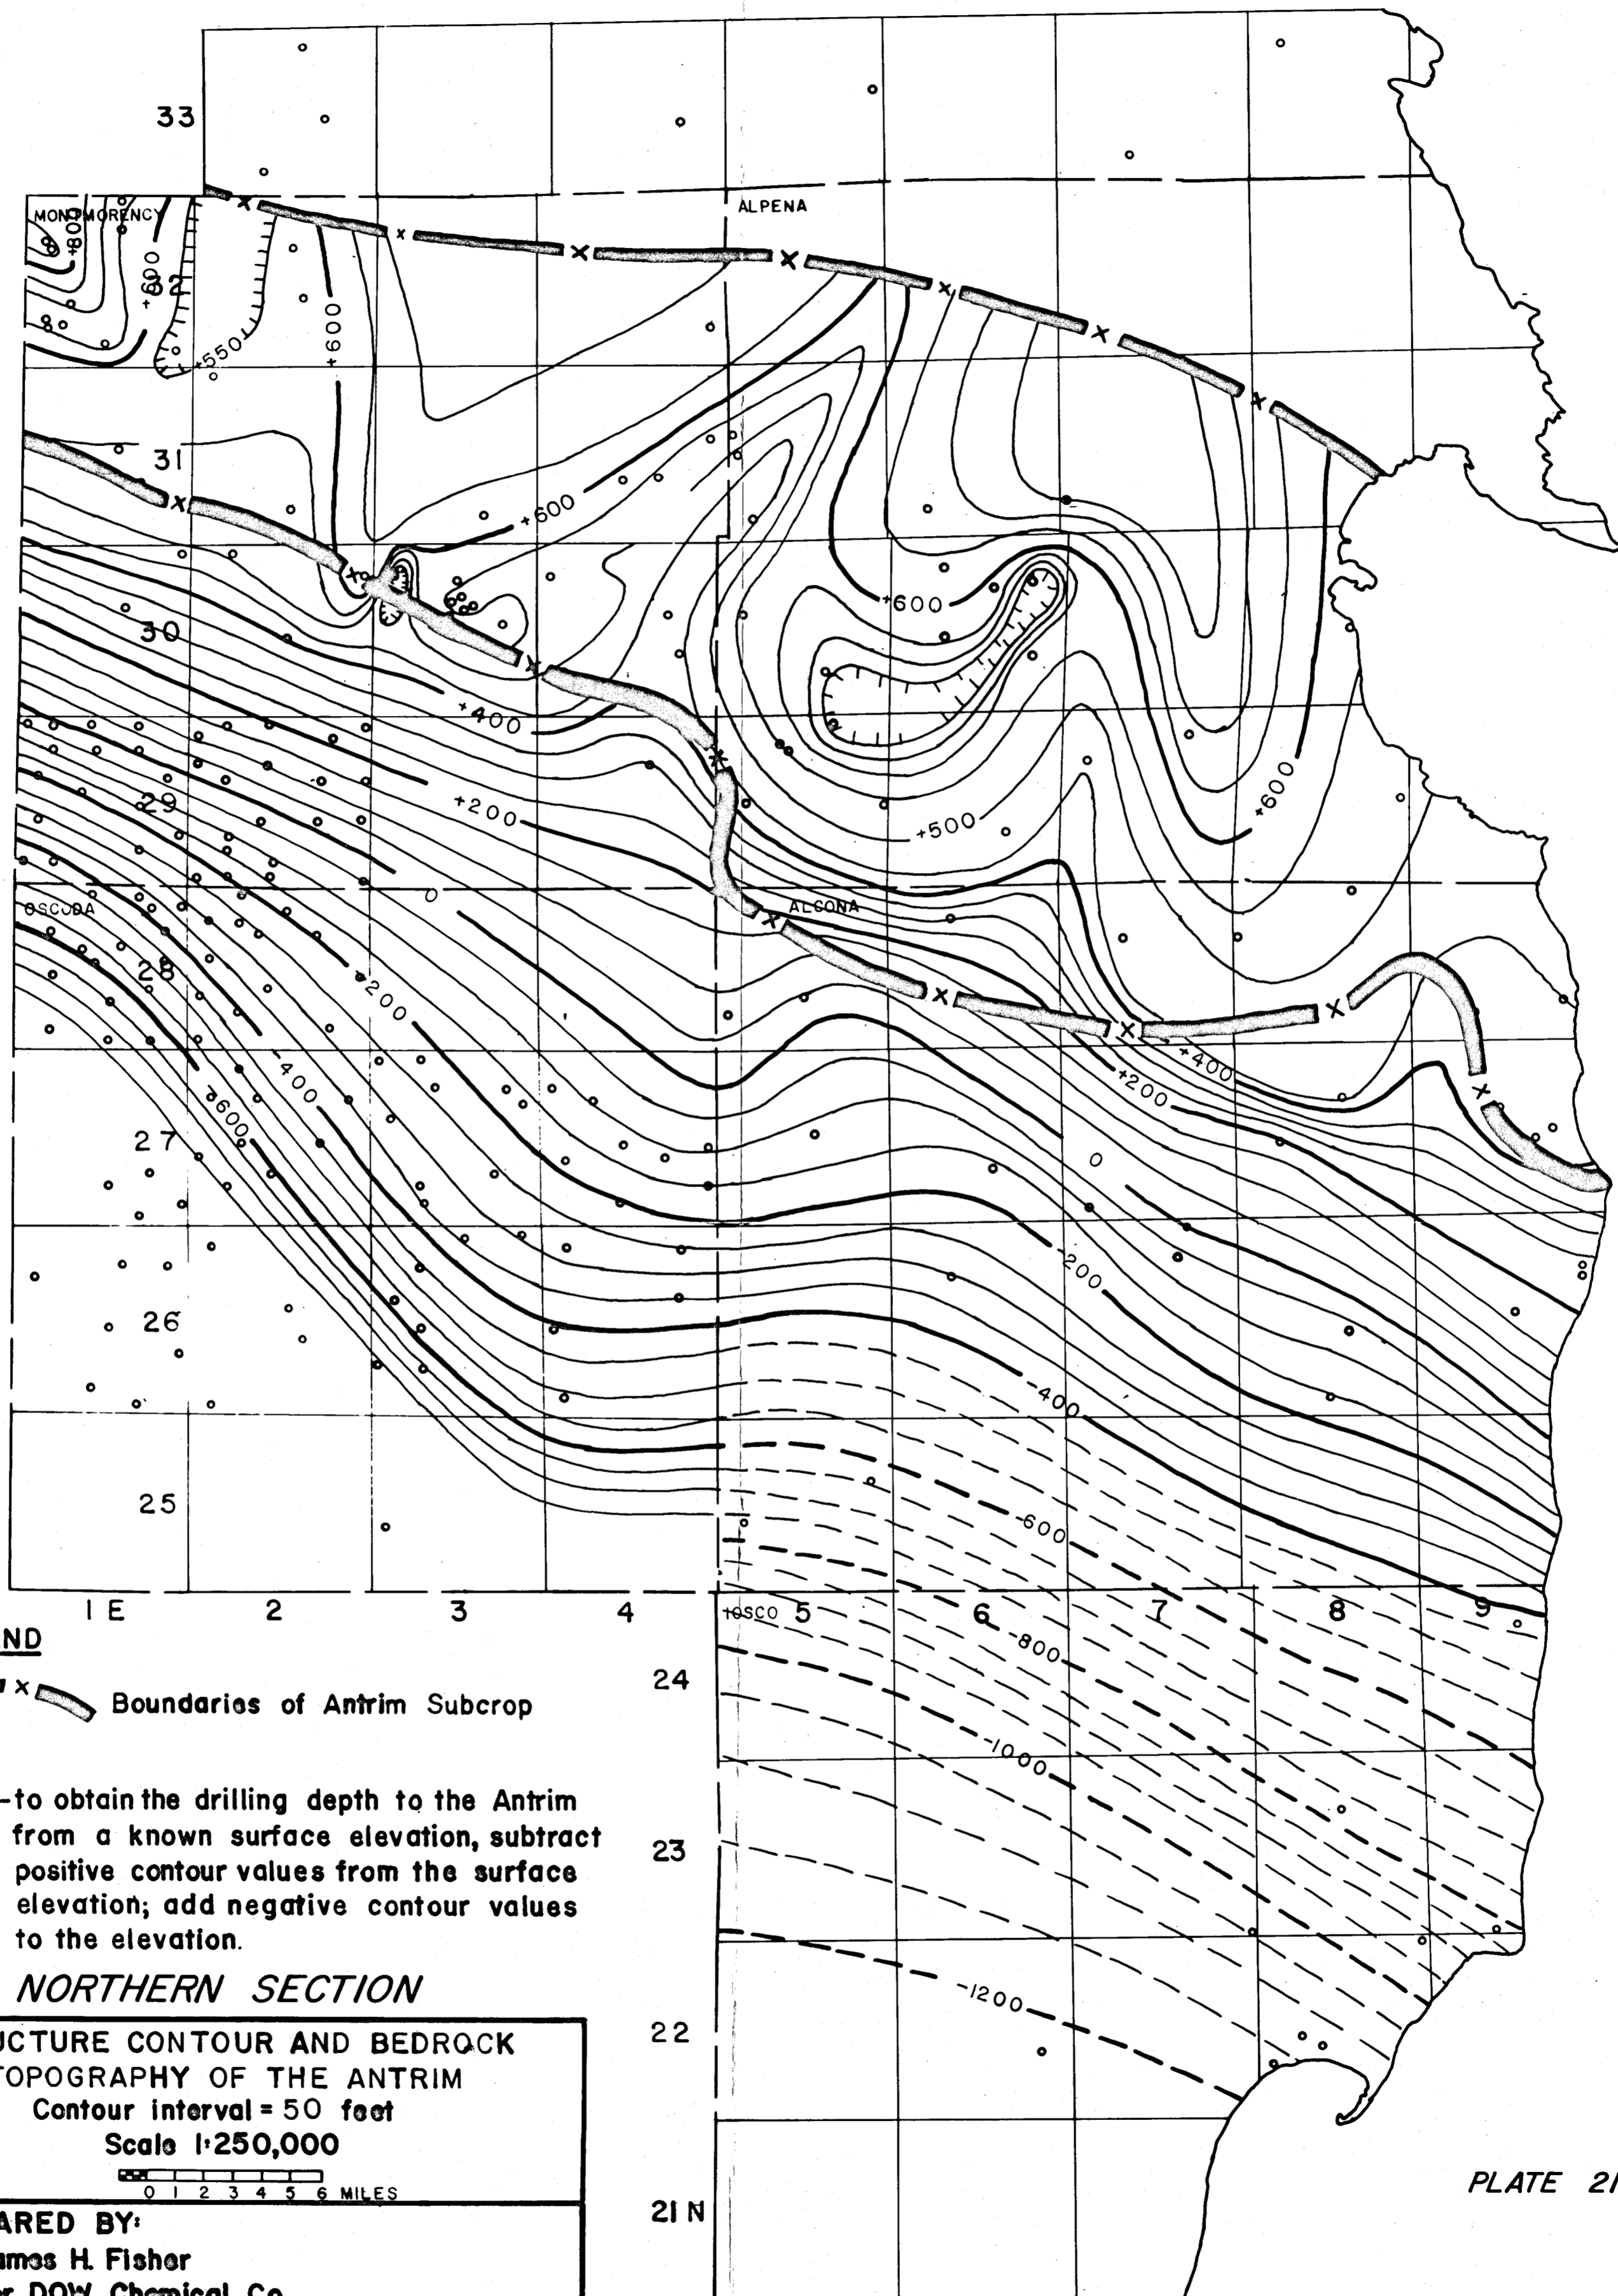 33
ALPENA
MONTMORENCY
+800
+600
32
+550
+600
31
+600
+600
30
+400
+600
29
+200
+500
0
OSCODA
ALCONA
28
-200
+400
+200
-400
-600
27
0
-200
26
-400
25
-600
1 E 2 3 4 5 6 7 8 9
IOSCO
-800
ND
x Boundaries of Antrim Subcrop
24
-1000
-to obtain the drilling depth to the Antrim
from a known surface elevation, subtract
positive contour values from the surface
elevation; add negative contour values
to the elevation.
23
NORTHERN SECTION
-1200
22
UCTURE CONTOUR AND BEDROCK
TOPOGRAPHY OF THE ANTRIM
Contour interval = 50 feet
Scale 1:250,000
0 1 2 3 4 5 6 MILES
PLATE 21
21 N
ARED BY:
ames H. Fisher
or DOW Chemical Co.